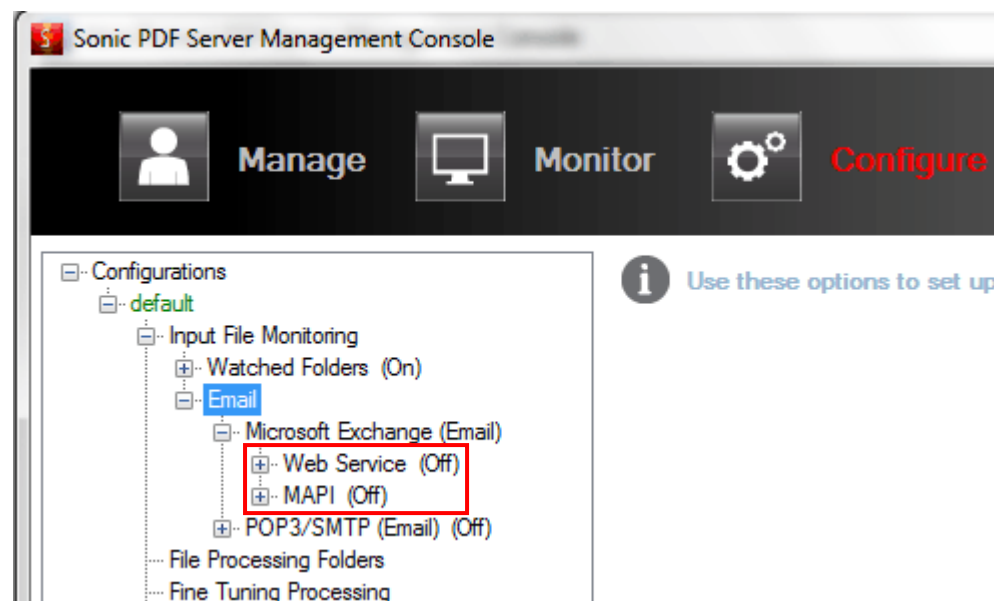 Sonic PDF Server Management Console
Manage Monitor Configure
Configurations
Use these options to set up
default
Input File Monitoring
Watched Folders (On)
Email
Microsoft Exchange (Email)
Web Service (Off)
MAPI (Off)
POP3/SMTP (Email) (Off)
File Processing Folders
Fine Tuning Processing